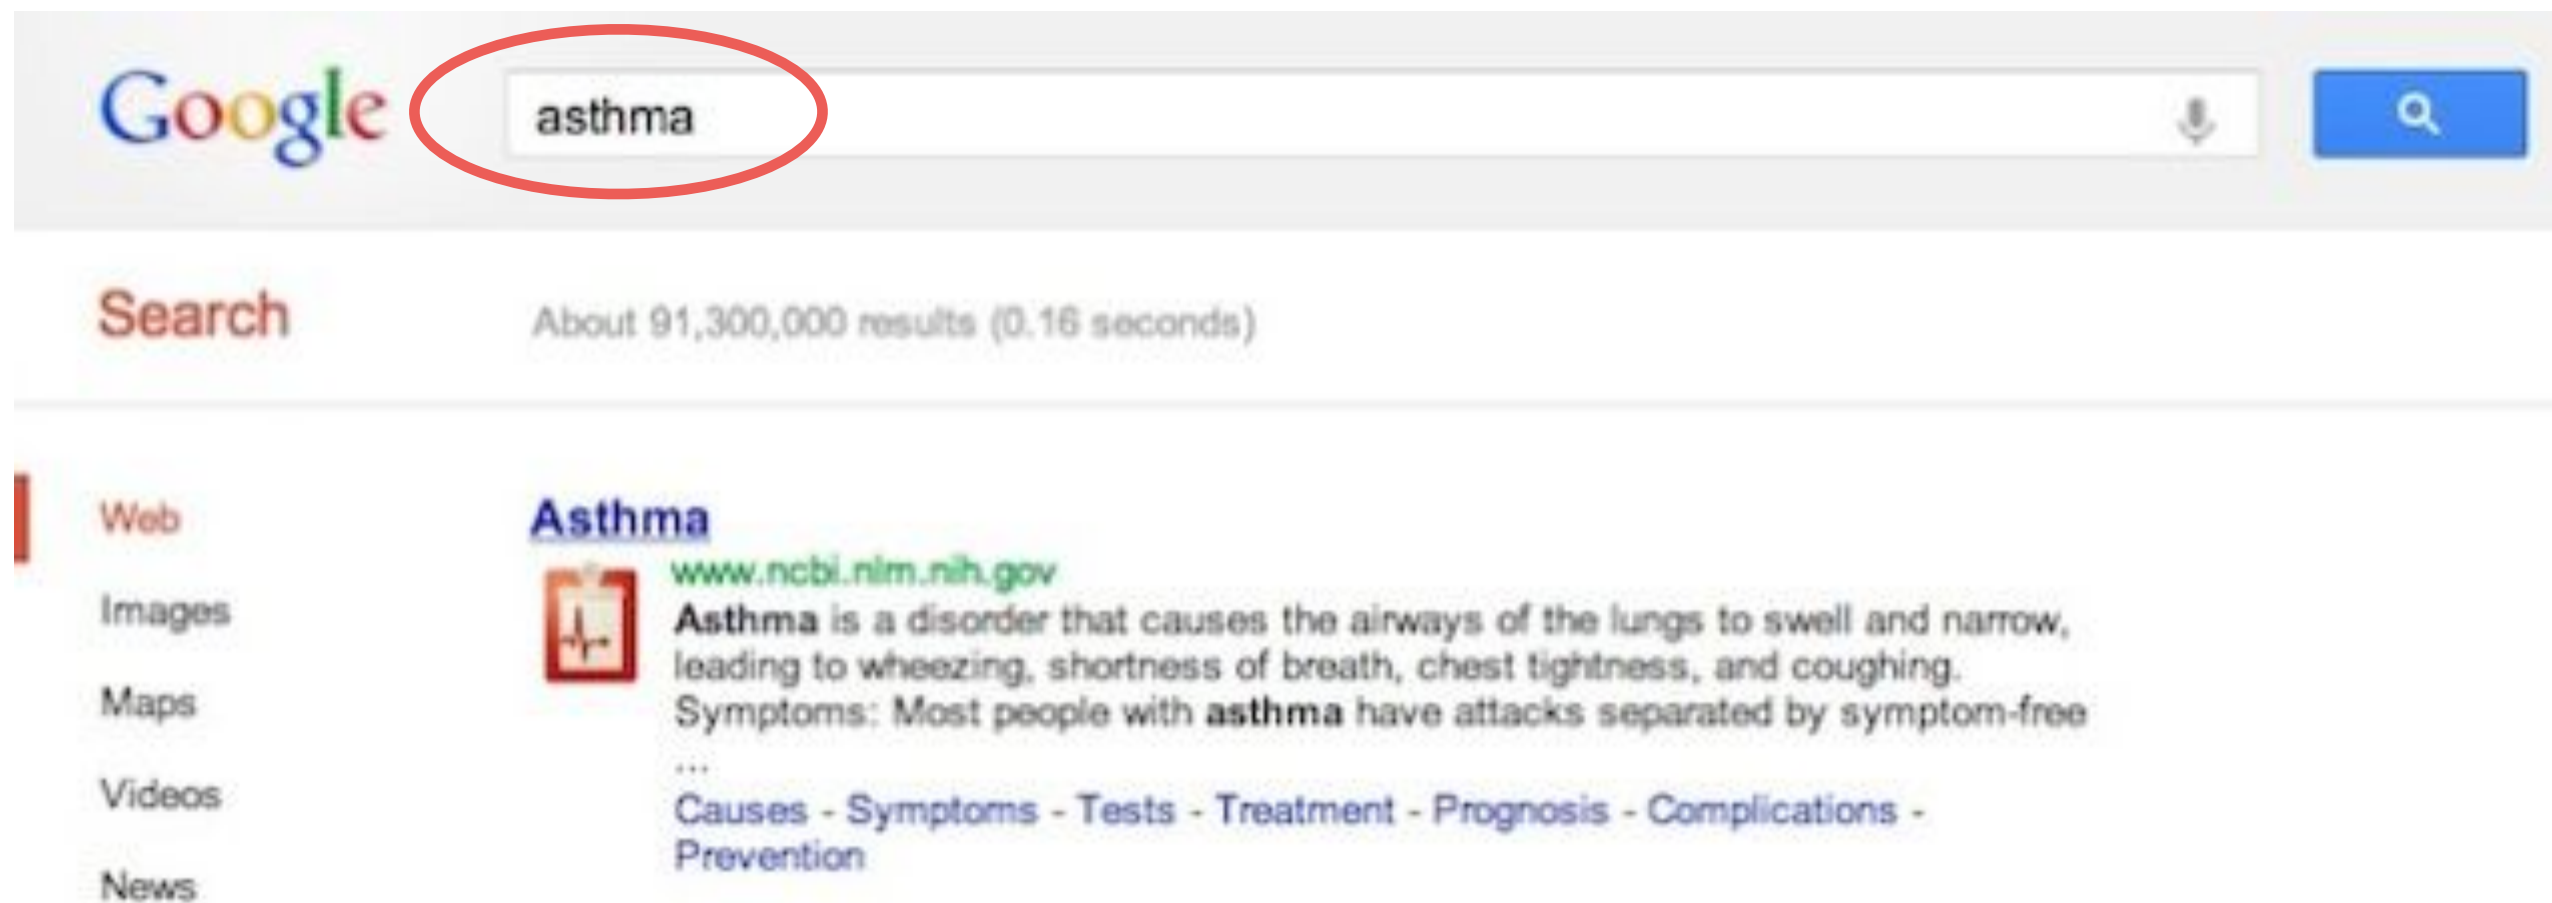 Google
asthma
Search
About 91,300,000 results (0.16 seconds)
Web
Images
Maps
Videos
News
Asthma
www.ncbi.nlm.nih.gov
Asthma is a disorder that causes the airways of the lungs to swell and narrow,
leading to wheezing, shortness of breath, chest tightness, and coughing.
Symptoms: Most people with asthma have attacks separated by symptom-free
...
Causes - Symptoms - Tests - Treatment - Prognosis - Complications -
Prevention